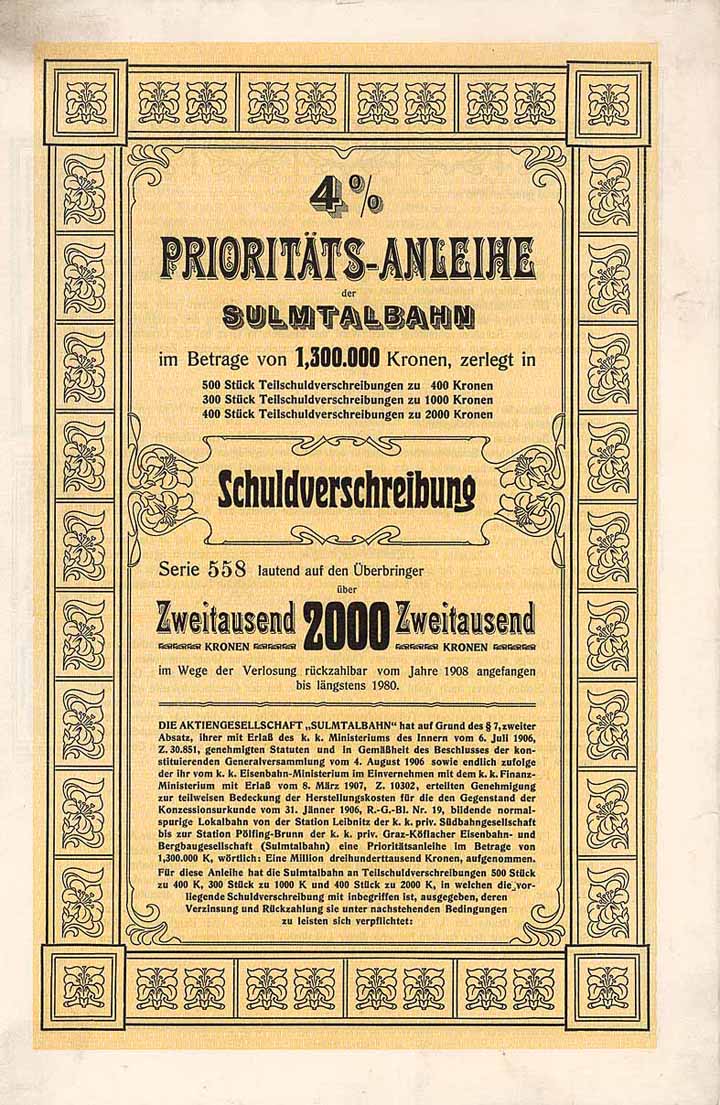 4%
PRIORITÄTS-ANLEIHE
der
SULMTALBAHN
im Betrage von 1,300.000 Kronen, zerlegt in
500 Stück Teilschuldverschreibungen zu 400 Kronen
300 Stück Teilschuldverschreibungen zu 1000 Kronen
400 Stück Teilschuldverschreibungen zu 2000 Kronen
Schuldverschreibung
Serie 558 lautend auf den Überbringer
über
Zweitausend 2000 Zweitausend
KRONEN KRONEN
im Wege der Verlosung rückzahlbar vom Jahre 1908 angefangen
bis längstens 1980.
DIE AKTIENGESELLSCHAFT „SULMTALBAHN“ hat auf Grund des § 7, zweiter
Absatz, ihrer mit Erlaß des k. k. Ministeriums des Innern vom 6. Juli 1906,
Z. 30.851, genehmigten Statuten und in Gemäßheit des Beschlusses der kon-
stituierenden Generalversammlung vom 4. August 1906 sowie endlich zufolge
der ihr vom k. k. Eisenbahn-Ministerium im Einvernehmen mit dem k. k. Finanz-
Ministerium mit Erlaß vom 8. März 1907, Z. 10302, erteilten Genehmigung
zur teilweisen Bedeckung der Herstellungskosten für die den Gegenstand der
Konzessionsurkunde vom 31. Jänner 1906, R.-G.-Bl. Nr. 19, bildende normal-
spurige Lokalbahn von der Station Leibnitz der k. k. priv. Südbahngesellschaft
bis zur Station Pölfing-Brunn der k. k. priv. Graz-Köflacher Eisenbahn- und
Bergbaugesellschaft (Sulmtalbahn) eine Prioritätsanleihe im Betrage von
1,300.000 K, wörtlich: Eine Million dreihunderttausend Kronen, aufgenommen.
Für diese Anleihe hat die Sulmtalbahn an Teilschuldverschreibungen 500 Stück
zu 400 K, 300 Stück zu 1000 K und 400 Stück zu 2000 K, in welchen die vor-
liegende Schuldverschreibung mit inbegriffen ist, ausgegeben, deren
Verzinsung und Rückzahlung sie unter nachstehenden Bedingungen
zu leisten sich verpflichtet: